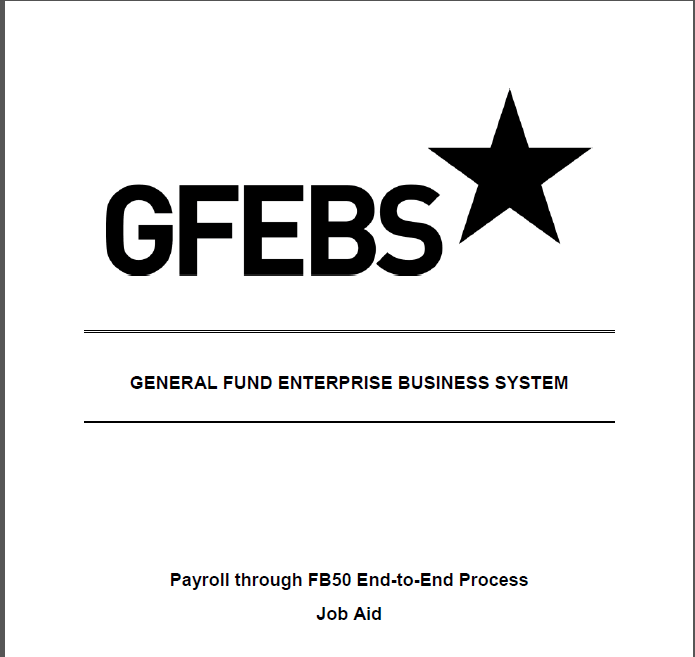 GFEBS
GENERAL FUND ENTERPRISE BUSINESS SYSTEM
Payroll through FB50 End-to-End Process
Job Aid